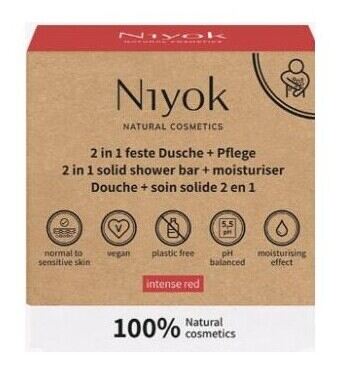 Niyok
NATURAL COSMETICS
Niyok
NATURAL COSMETICS
2 in 1 feste Dusche + Pflege
2 in 1 solid shower bar + moisturiser
Douche + soin solide 2 en 1
5,5
pH
normal to
sensitive skin
vegan
plastic free
pH
balanced
moisturising
effect
intense red
100% Natural
cosmetics